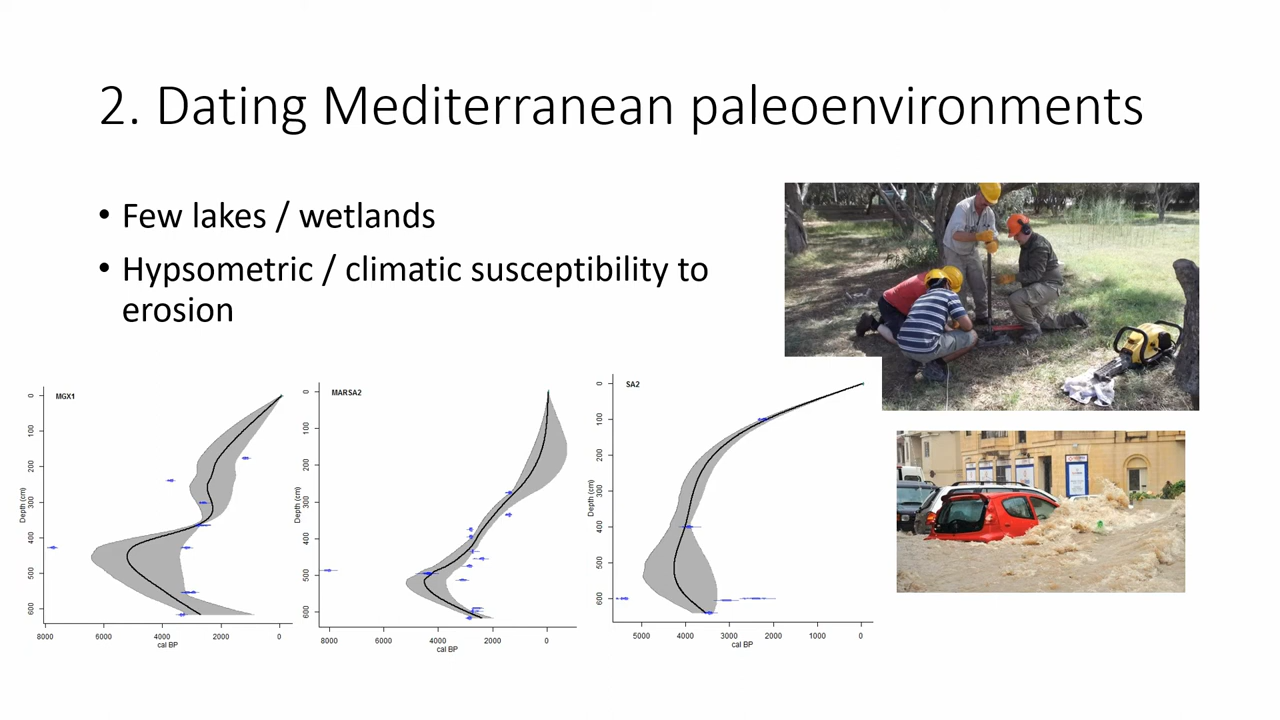 2. Dating Mediterranean paleoenvironments
• Few lakes / wetlands
• Hypsometric / climatic susceptibility to
erosion
MGX1
Depth (cm)
0
100
200
300
400
500
600
8000
6000
4000
2000
0
cal BP
MARSA2
Depth (cm)
0
100
200
300
400
500
600
8000
6000
4000
2000
0
cal BP
SA2
Depth (cm)
0
100
200
300
400
500
600
5000
4000
3000
2000
1000
0
cal BP